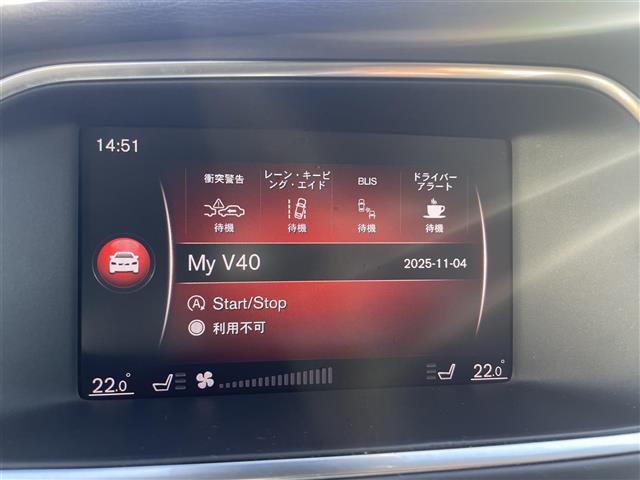 14:51
衝突警告
レーン・キーピ
ング・エイド
BLIS
ドライバー
アラート
待機
待機
待機
待機
My V40
2025-11-04
Start/Stop
利用不可
22.0°
22.0°